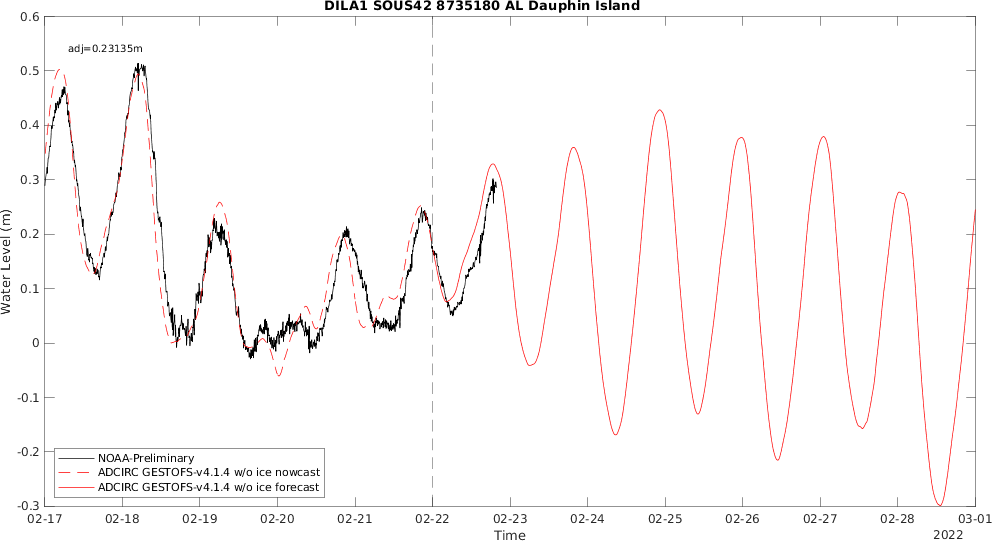 DILA1 SOUS42 8735180 AL Dauphin Island
adj=0.23135m
Water Level (m)
0.6
0.5
0.4
0.3
0.2
0.1
0
-0.1
-0.2
-0.3
NOAA-Preliminary
ADCIRC GESTOFS-v4.1.4 w/o ice nowcast
ADCIRC GESTOFS-v4.1.4 w/o ice forecast
02-17 02-18 02-19 02-20 02-21 02-22 02-23 02-24 02-25 02-26 02-27 02-28 03-01
Time
2022